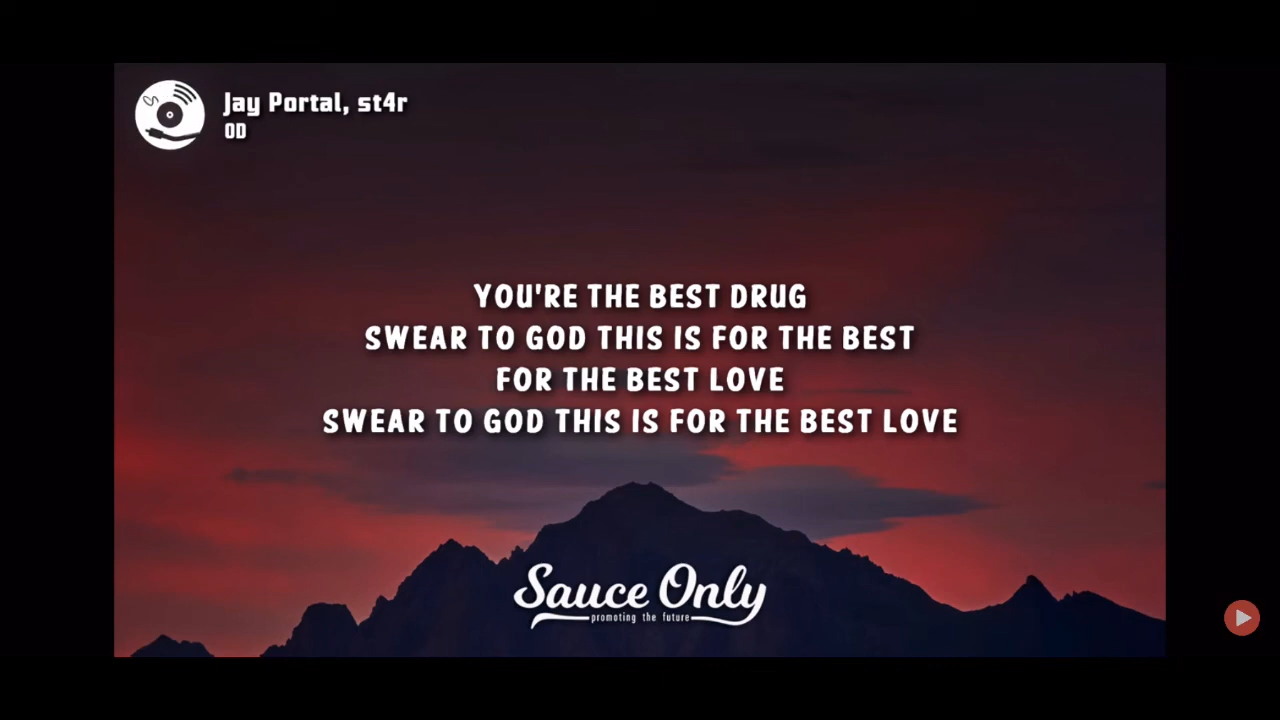 Jay Portal, st4r
OD
YOU'RE THE BEST DRUG
SWEAR TO GOD THIS IS FOR THE BEST
FOR THE BEST LOVE
SWEAR TO GOD THIS IS FOR THE BEST LOVE
Sauce Only
promoting the future